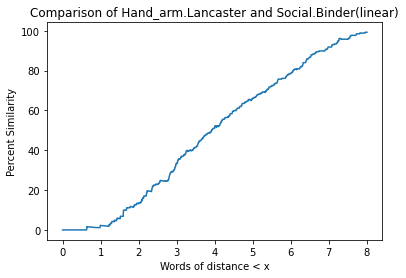 Comparison of Hand_arm.Lancaster and Social.Binder(linear)
100
80
60
40
20
0
Percent Similarity
0 1 2 3 4 5 6 7 8
Words of distance < x